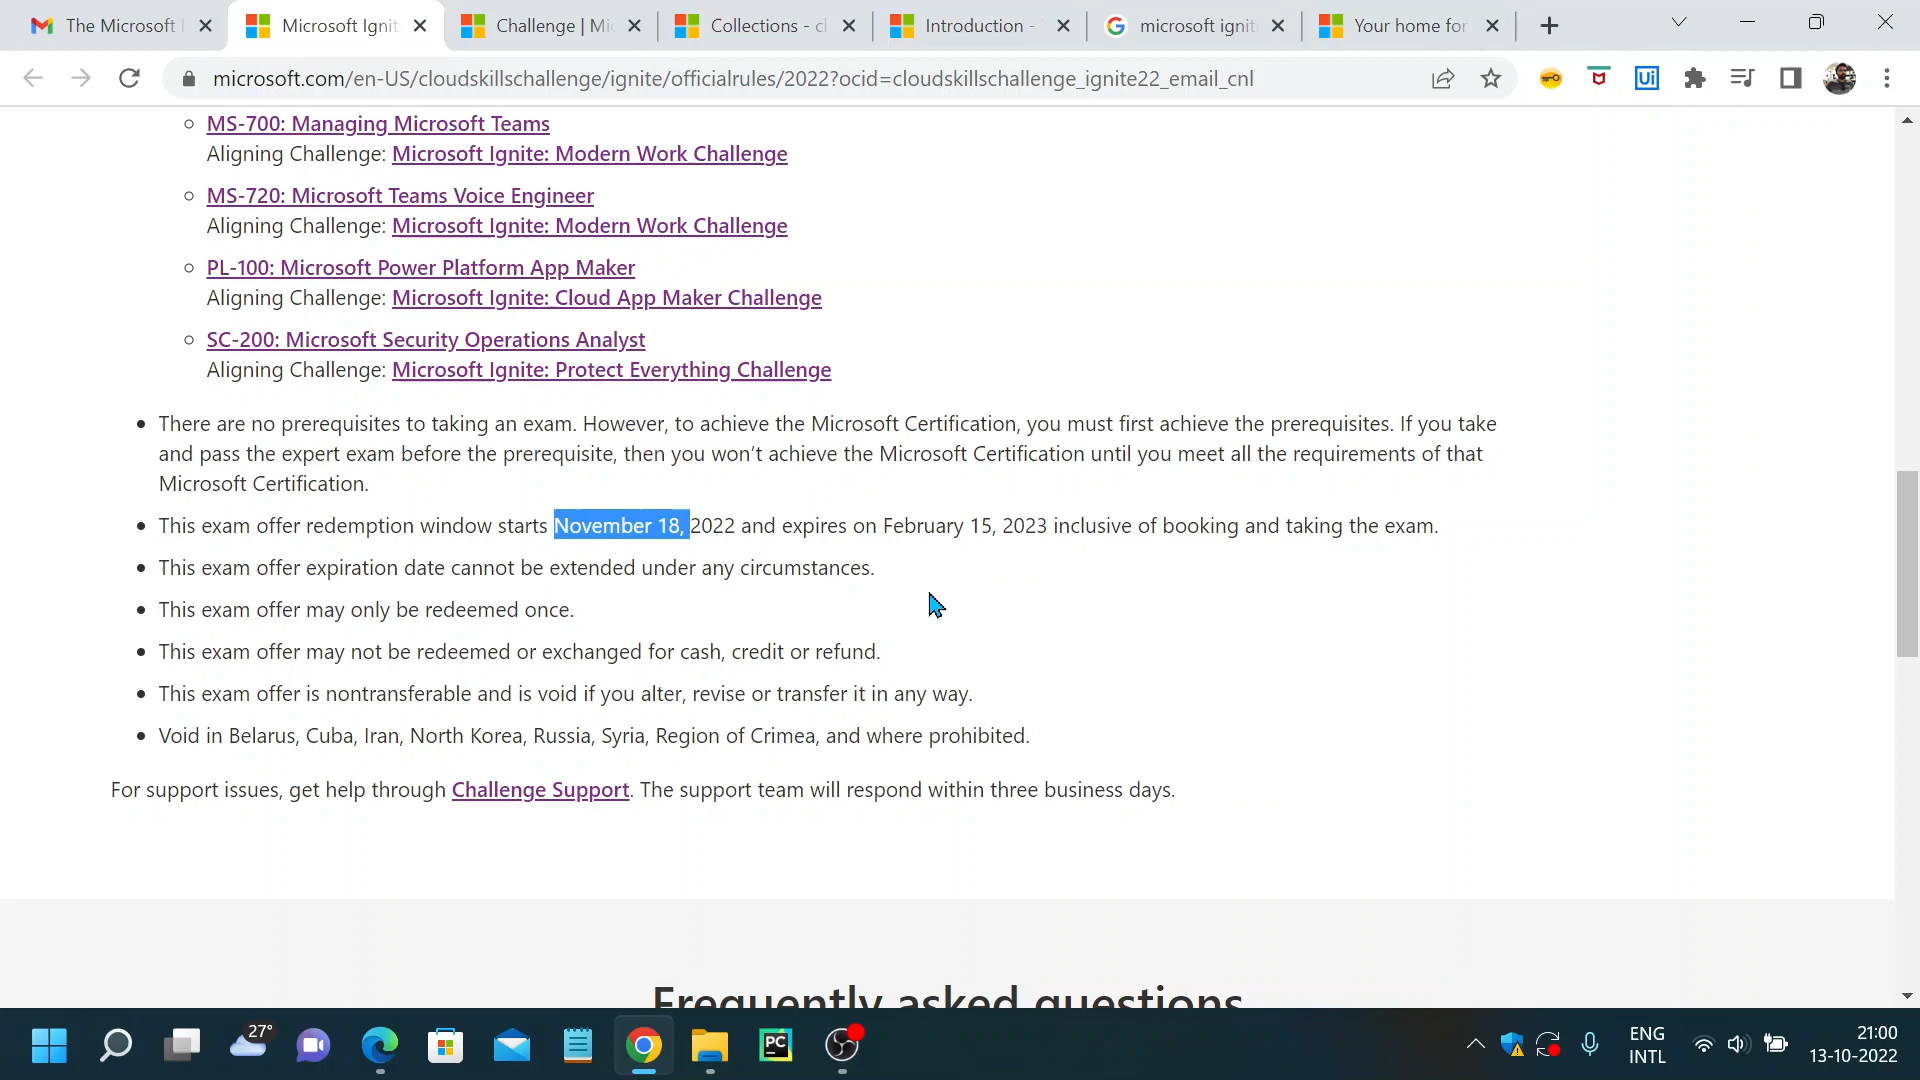 The Microsoft I
Microsoft Ignit
Challenge | Mic
Collections - cl
Introduction -
microsoft ignit
Your home for
microsoft.com/en-US/cloudskillschallenge/ignite/officialrules/2022?ocid=cloudskillschallenge_ignite22_email_cnl
Ui
MS-700: Managing Microsoft Teams
Aligning Challenge: Microsoft Ignite: Modern Work Challenge
MS-720: Microsoft Teams Voice Engineer
Aligning Challenge: Microsoft Ignite: Modern Work Challenge
PL-100: Microsoft Power Platform App Maker
Aligning Challenge: Microsoft Ignite: Cloud App Maker Challenge
SC-200: Microsoft Security Operations Analyst
Aligning Challenge: Microsoft Ignite: Protect Everything Challenge
There are no prerequisites to taking an exam. However, to achieve the Microsoft Certification, you must first achieve the prerequisites. If you take
and pass the expert exam before the prerequisite, then you won't achieve the Microsoft Certification until you meet all the requirements of that
Microsoft Certification.
This exam offer redemption window starts November 18, 2022 and expires on February 15, 2023 inclusive of booking and taking the exam.
This exam offer expiration date cannot be extended under any circumstances.
This exam offer may only be redeemed once.
This exam offer may not be redeemed or exchanged for cash, credit or refund.
This exam offer is nontransferable and is void if you alter, revise or transfer it in any way.
Void in Belarus, Cuba, Iran, North Korea, Russia, Syria, Region of Crimea, and where prohibited.
For support issues, get help through Challenge Support. The support team will respond within three business days.
Frequently asked questions
27°
PC
ENG
INTL
21:00
13-10-2022